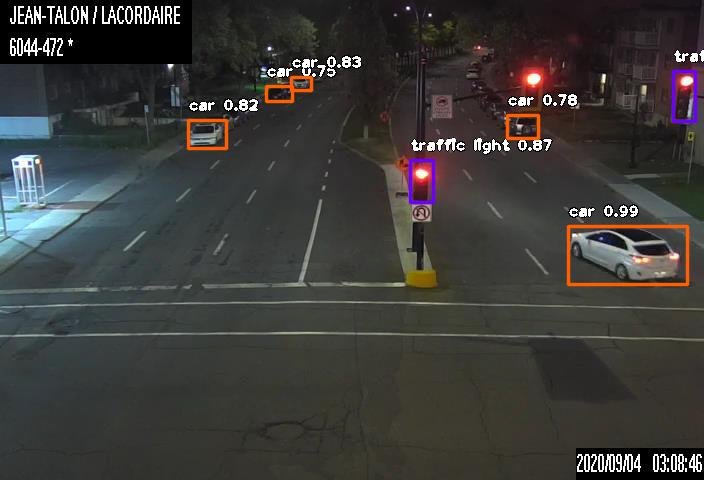 JEAN-TALON / LACORDAIRE
6044-472 *
car 0.83
car 0.75
car 0.82
car 0.78
traf
traffic light 0.87
car 0.99
2020/09/04 03:08:46